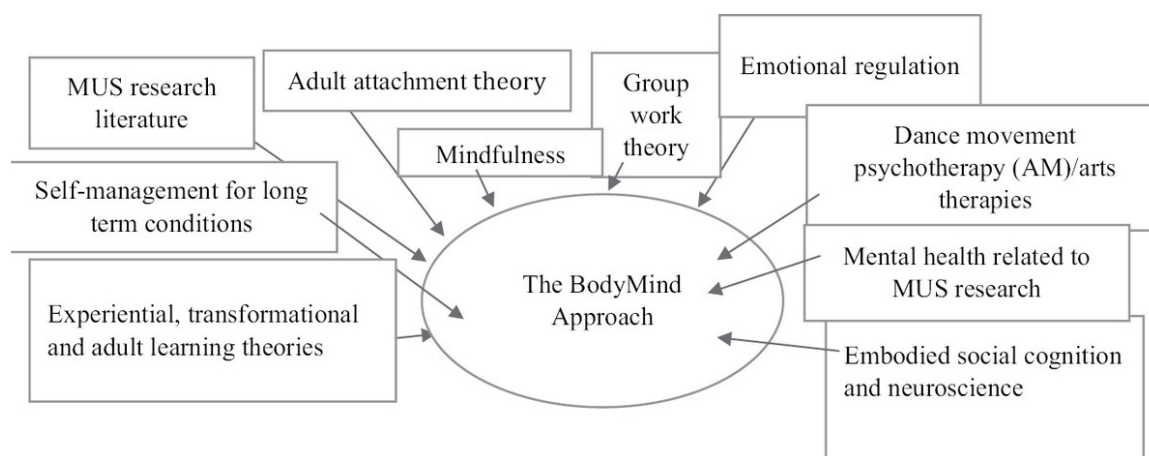 MUS research
literature
Adult attachment theory
Mindfulness
Group
work
theory
Emotional regulation
Dance movement
psychotherapy (AM)/arts
therapies
Self-management for long
term conditions
Mental health related to
MUS research
Experiential, transformational
and adult learning theories
Embodied social cognition
and neuroscience
The BodyMind
Approach